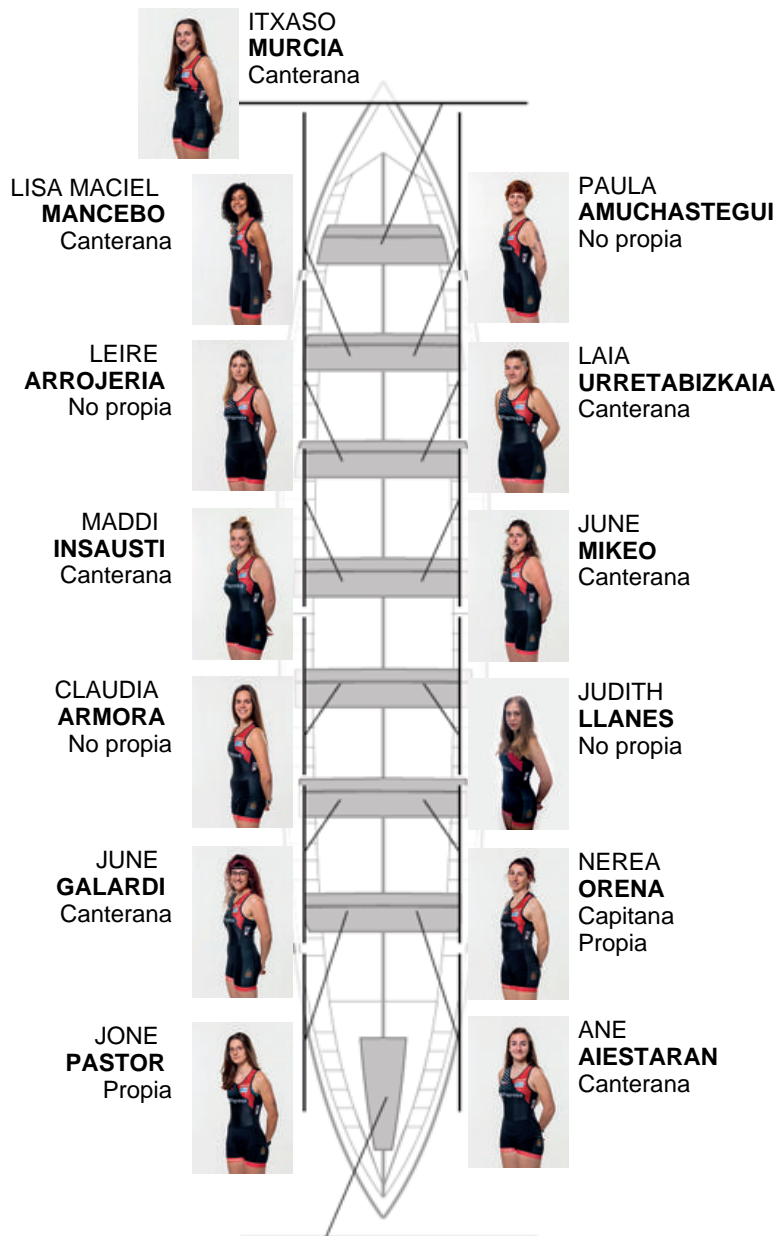 ITXASO
MURCIA
Canterana
LISA MACIEL
MANCEBO
Canterana
PAULA
AMUCHASTEGUI
No propia
LEIRE
ARROJERIA
No propia
LAIA
URRETABIZKAIA
Canterana
MADDI
INSAUSTI
Canterana
JUNE
MIKEO
Canterana
CLAUDIA
ARMORA
No propia
JUDITH
LLANES
No propia
JUNE
GALARDI
Canterana
NEREA
ORENA
Capitana
Propia
JONE
PASTOR
Propia
ANE
AIESTARAN
Canterana